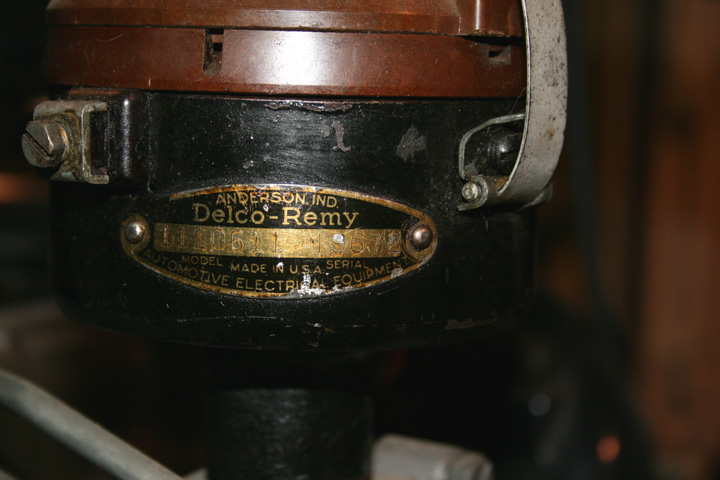 ANDERSON, IND.
Delco-Remy
MODEL MADE IN U.S.A. SERIAL
AUTOMOTIVE ELECTRICAL EQUIPMENT